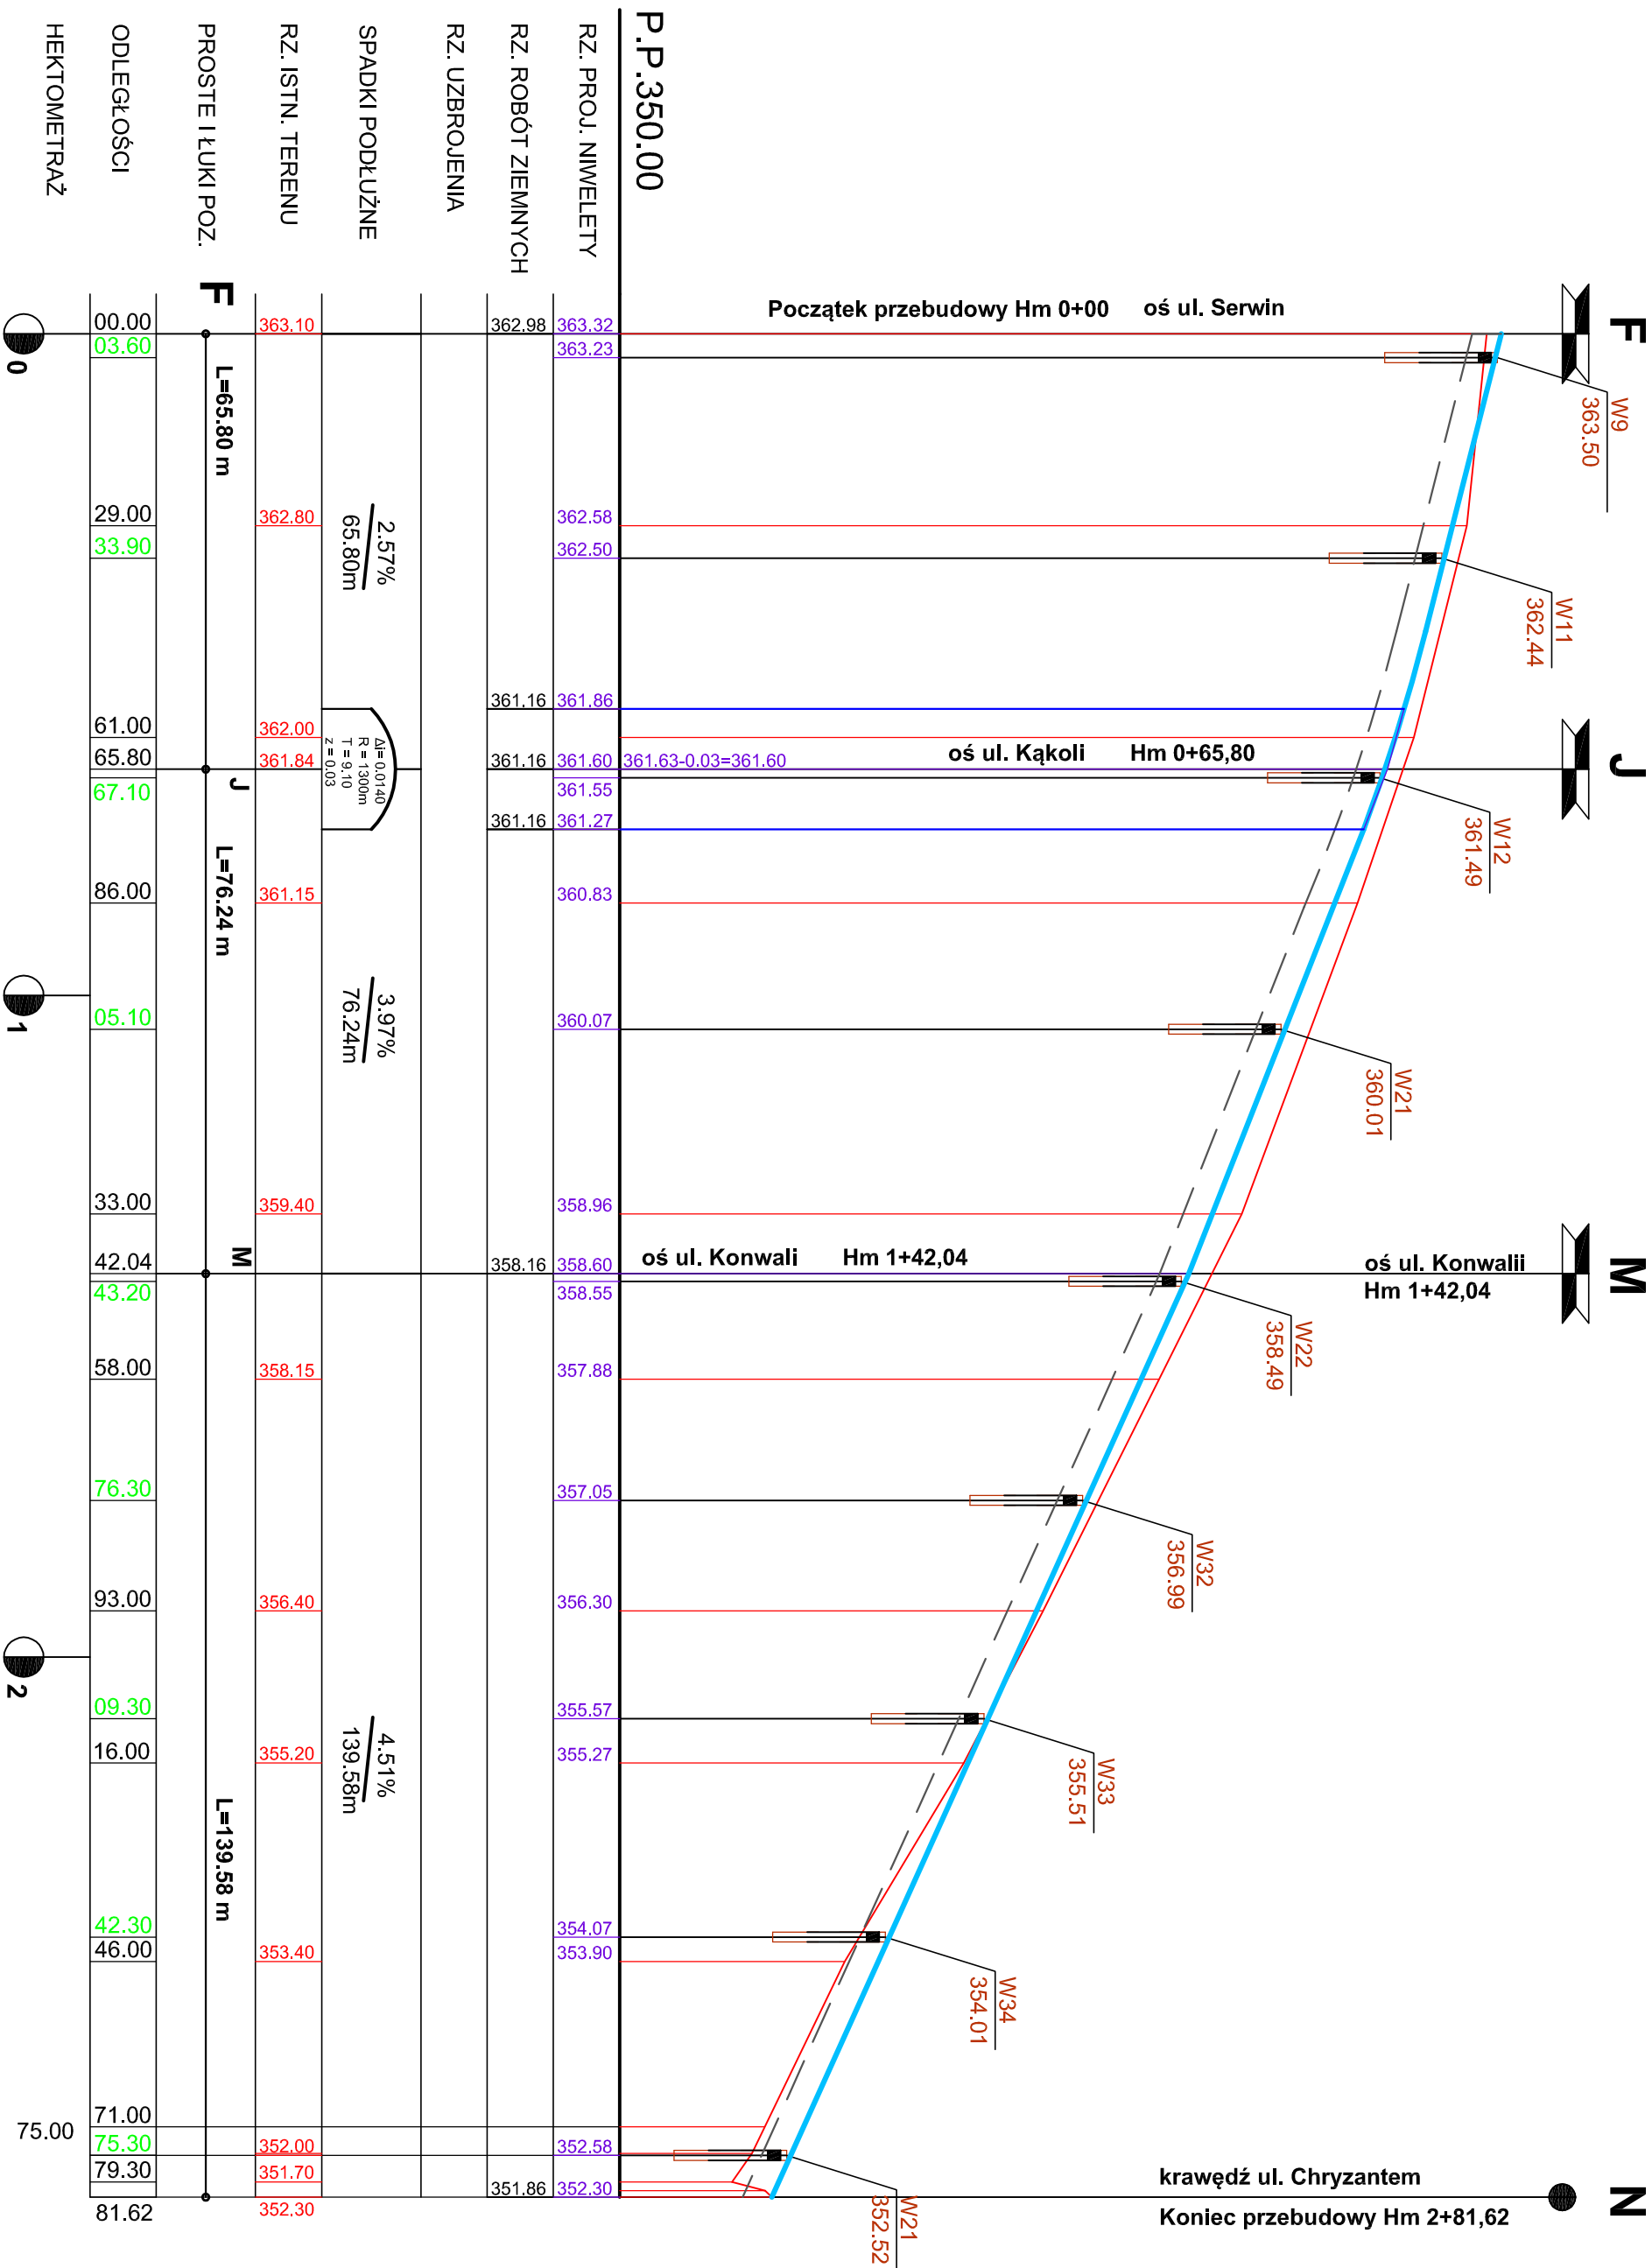 F
J
M
N
W9
363.50
W11
362.44
W12
361.49
W21
360.01
W22
358.49
W32
356.99
W33
355.51
W34
354.01
W21
352.52
Początek przebudowy Hm 0+00 oś ul. Serwin
oś ul. Kąkoli Hm 0+65,80
oś ul. Konwali Hm 1+42,04
oś ul. Konwalii
Hm 1+42,04
krawędź ul. Chryzantem
Koniec przebudowy Hm 2+81,62
P.P.350.00
RZ. PROJ. NIWELETY
363.32
363.23
362.58
362.50
361.86
361.60
361.63-0.03=361.60
361.55
361.27
360.83
360.07
358.96
358.60
358.55
357.88
357.05
356.30
355.57
355.27
354.07
353.90
352.58
352.30
RZ. ROBÓT ZIEMNYCH
362.98
361.16
361.16
361.16
358.16
351.86
RZ. UZBROJENIA
SPADKI PODŁUŻNE
2.57%
65.80m
Δi= 0.0140
R = 1300m
T = 9.10
z = 0.03
3.97%
76.24m
4.51%
139.58m
RZ. ISTN. TERENU
363.10
362.80
362.00
361.84
361.15
359.40
358.15
356.40
355.20
353.40
352.00
351.70
352.30
PROSTE I ŁUKI POZ.
F
L=65.80 m
J
L=76.24 m
M
L=139.58 m
ODLEGŁOŚCI
00.00
03.60
29.00
33.90
61.00
65.80
67.10
86.00
05.10
33.00
42.04
43.20
58.00
76.30
93.00
09.30
16.00
42.30
46.00
71.00
75.30
79.30
81.62
HEKTOMETRAŻ
0
1
2
75.00